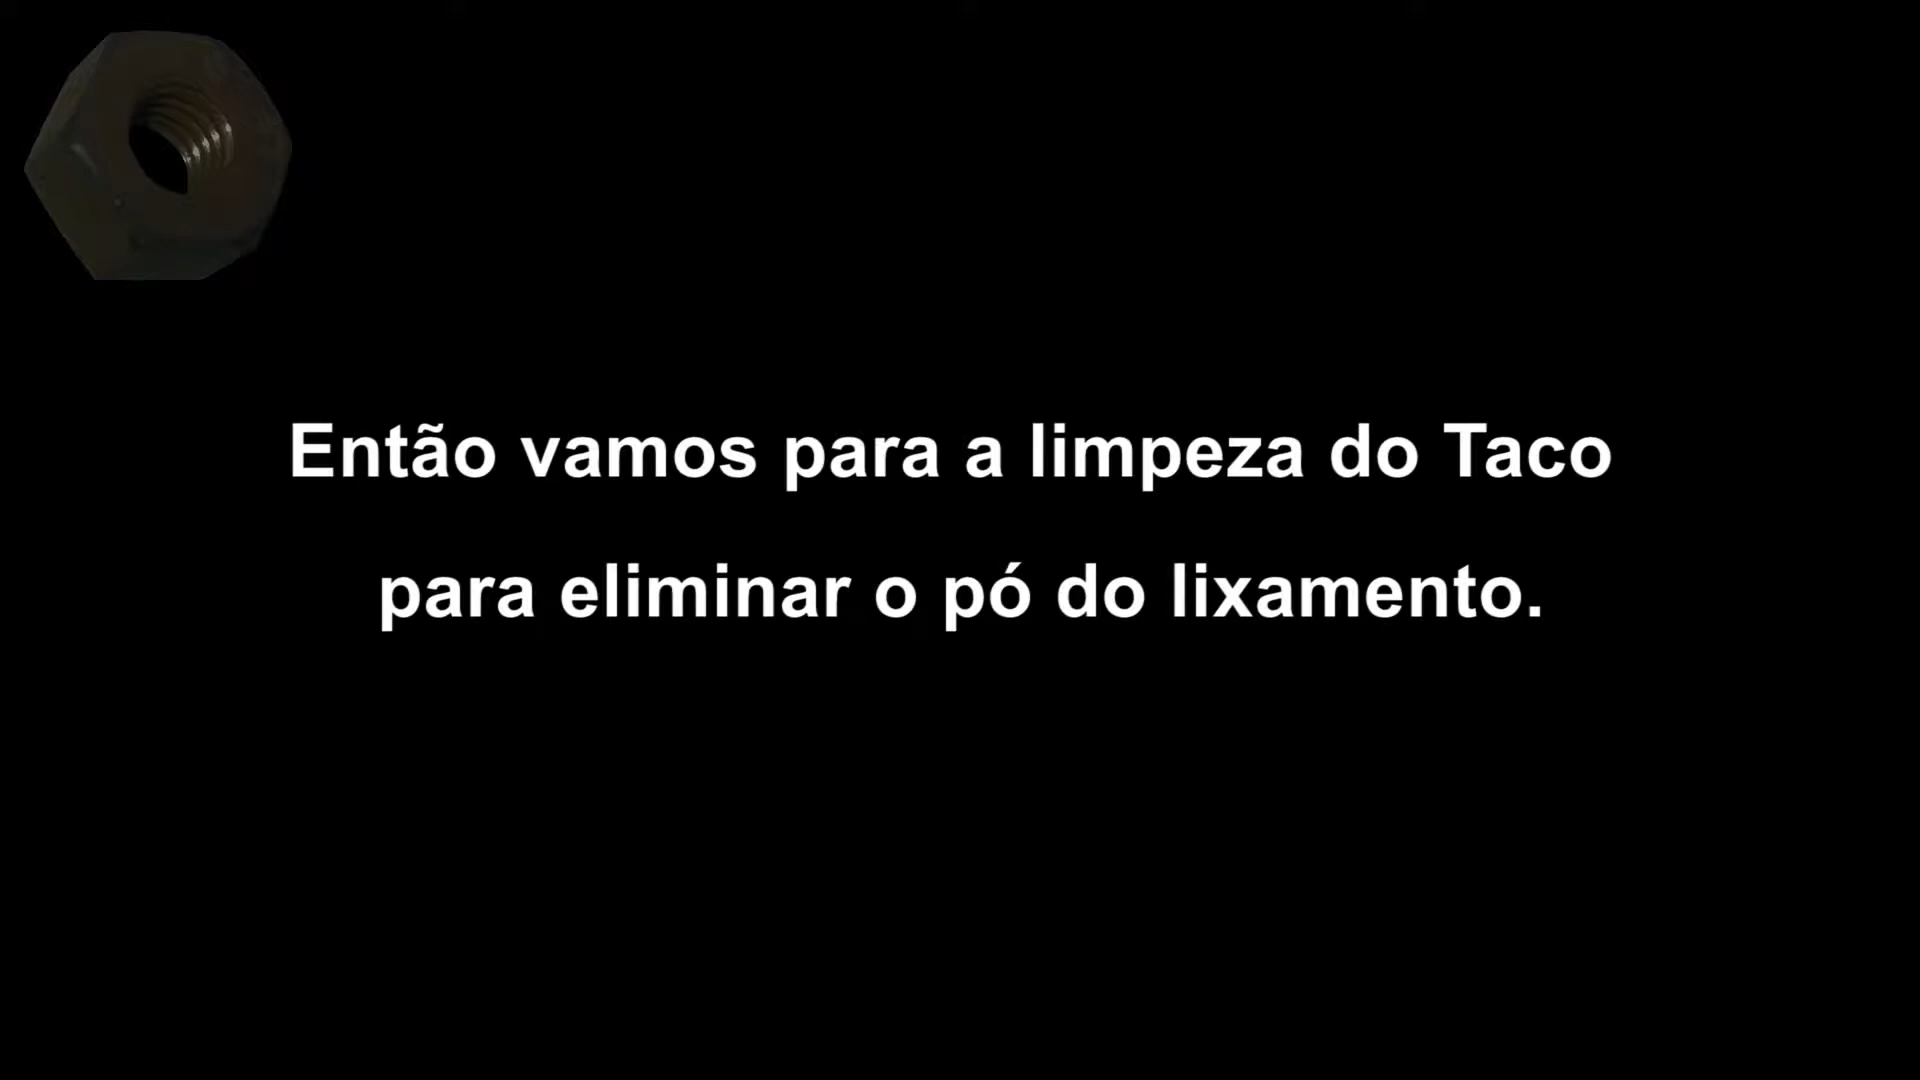 Então vamos para a limpeza do Taco
para eliminar o pó do lixamento.